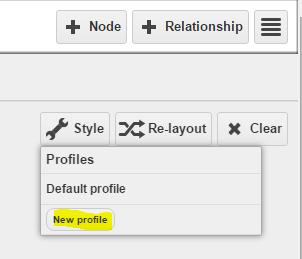 Node Relationship
Style Re-layout Clear
Profiles
Default profile
New profile